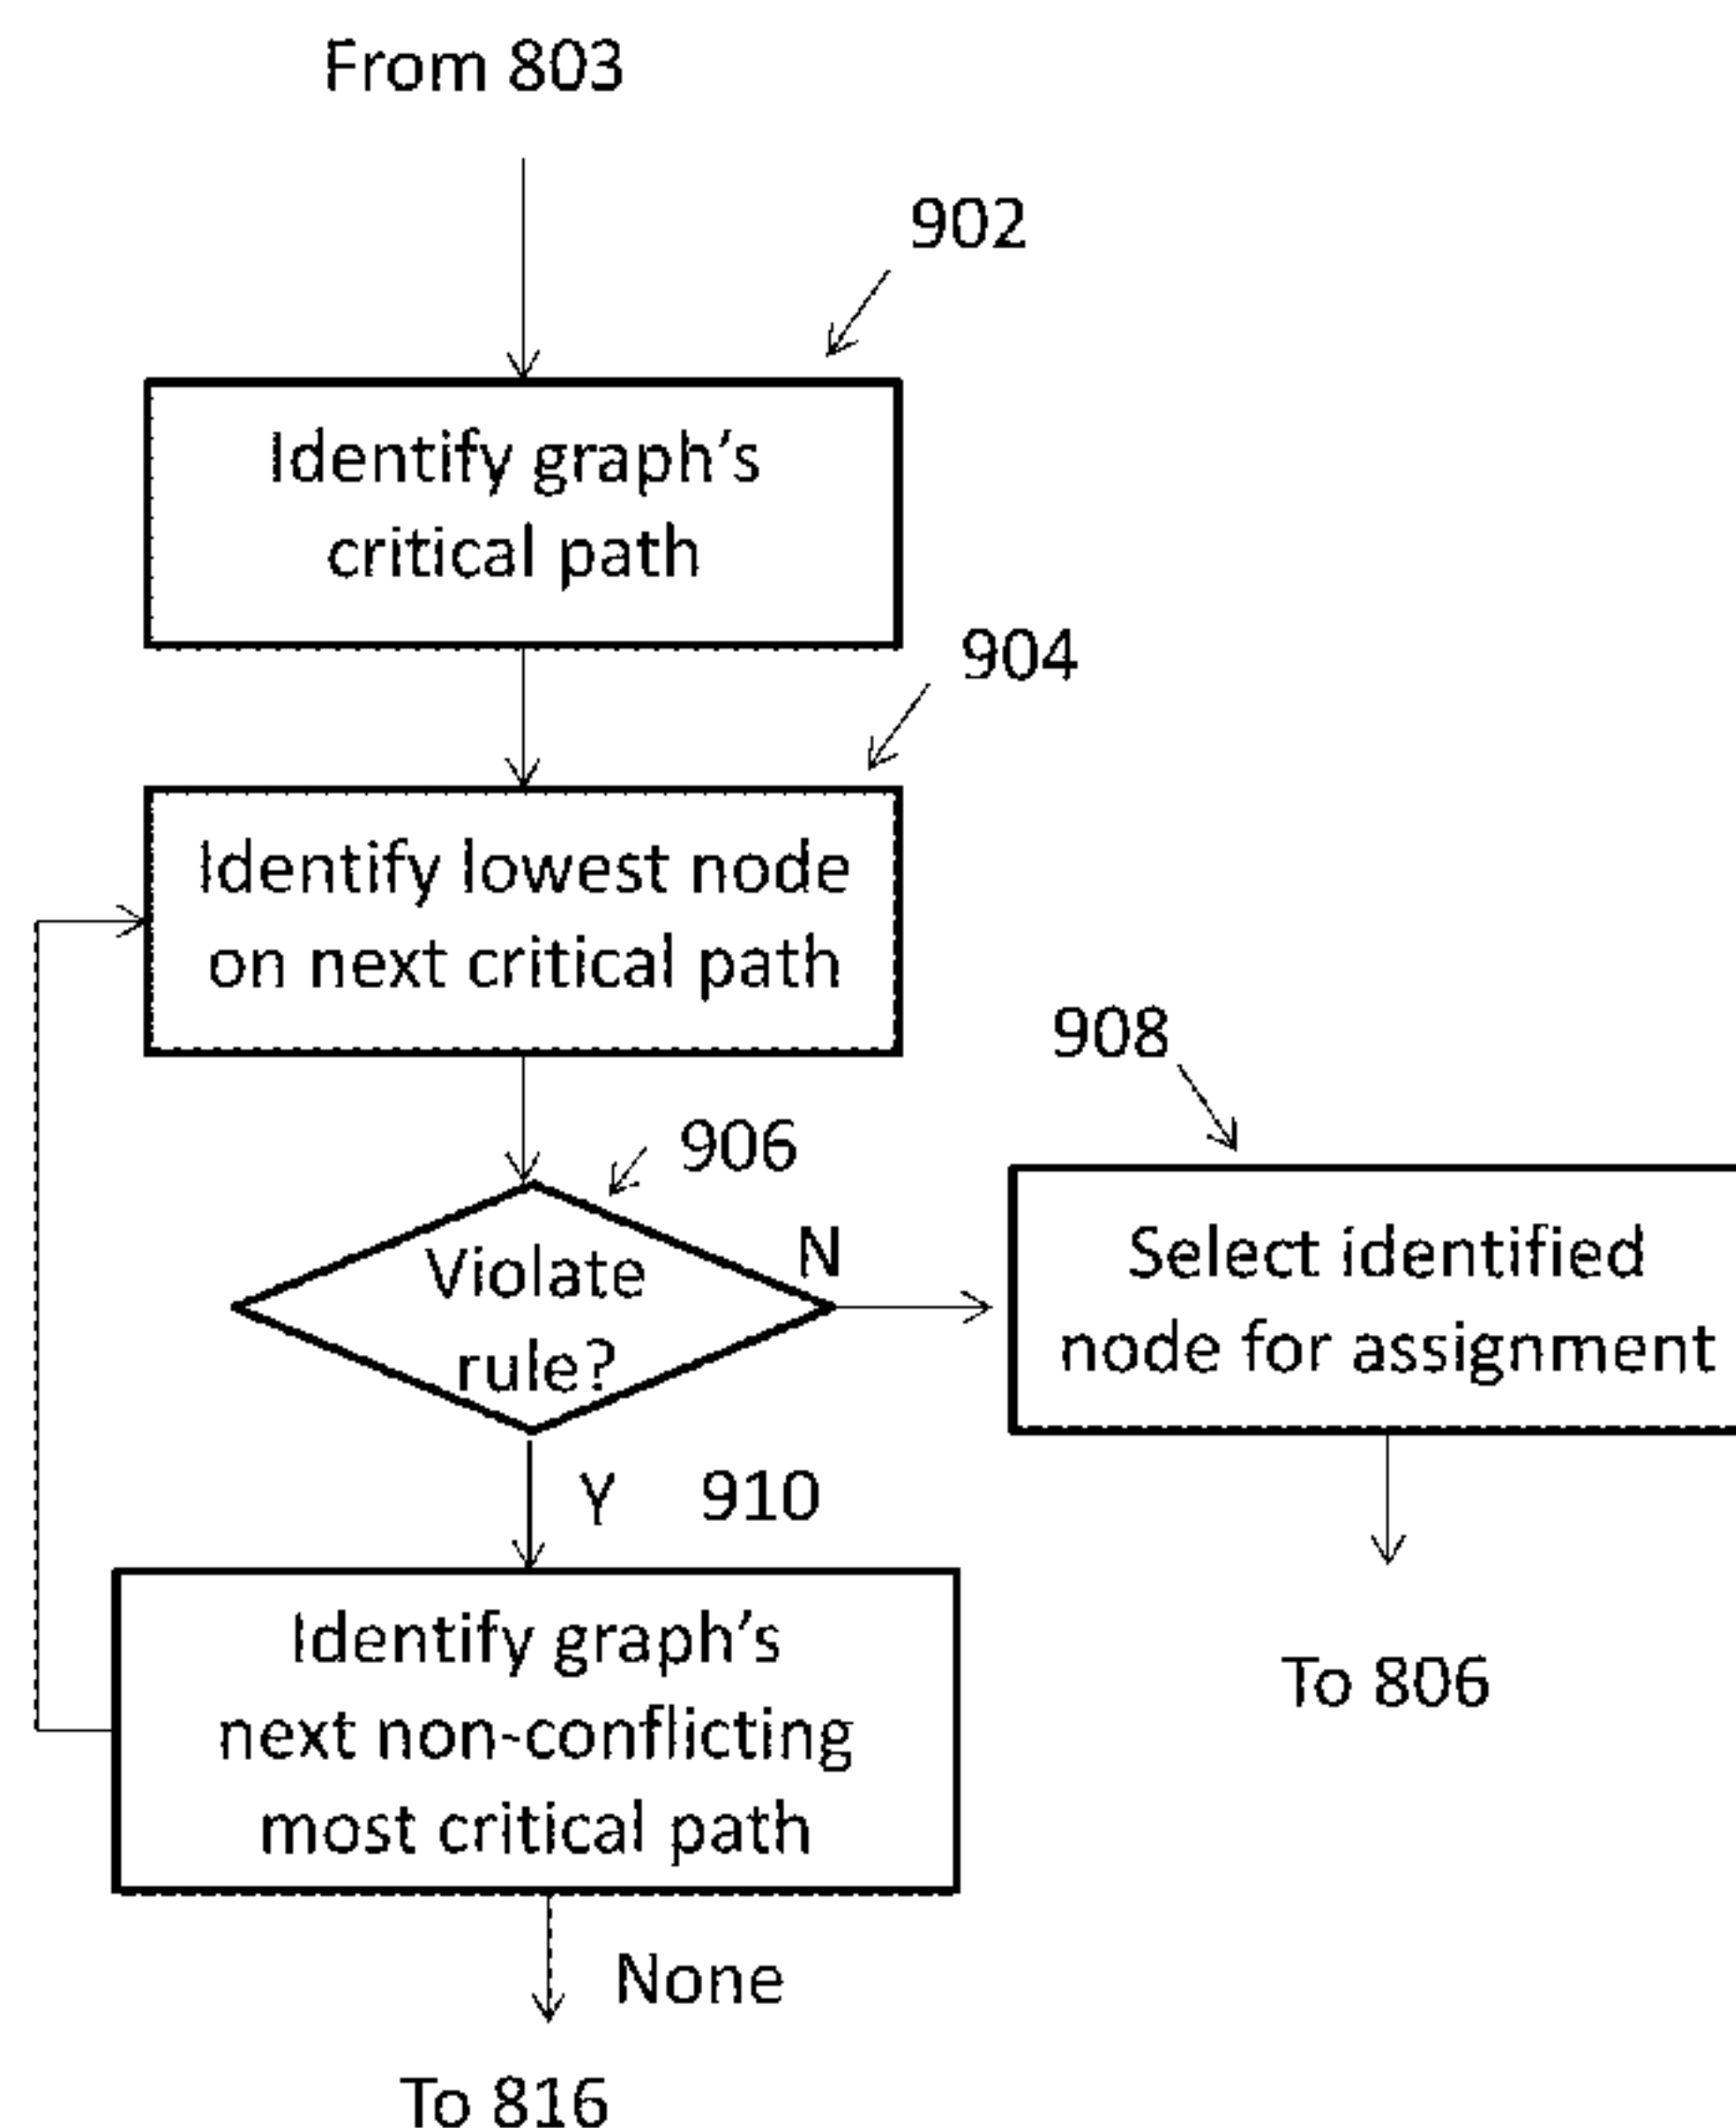 From 803
902
Identify graph's
critical path
904
Identify lowest node
on next critical path
908
906
Violate
rule?
N
Select identified
node for assignment
Y
910
Identify graph's
next non-conflicting
most critical path
To 806
None
To 816